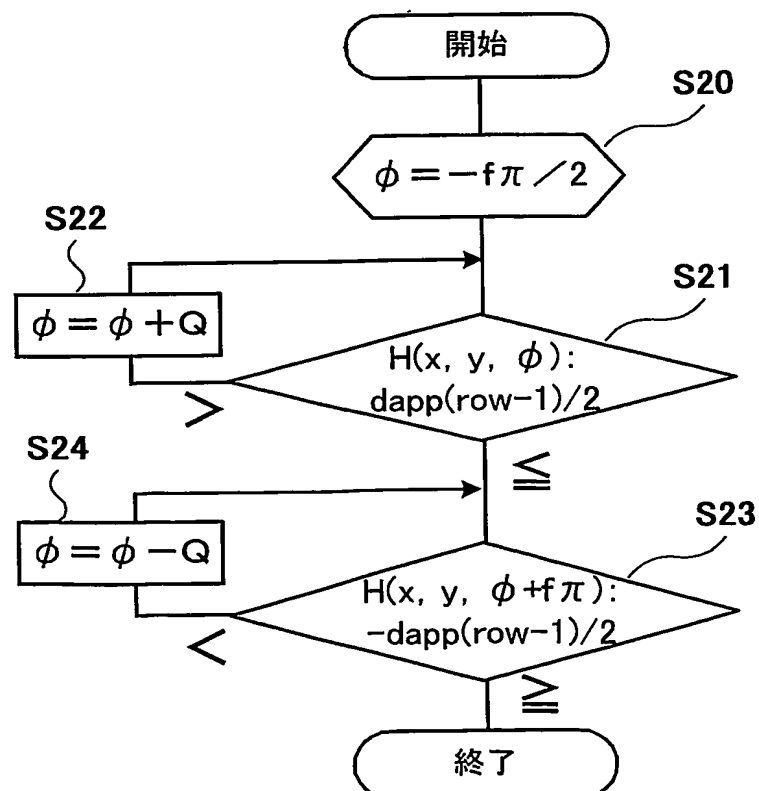 開始
S20
φ=−fπ/2
S22
φ=φ+Q
S21
H(x, y, φ):
dapp(row-1)/2
>
≦
S24
φ=φ−Q
S23
H(x, y, φ+fπ):
-dapp(row-1)/2
<
≧
終了